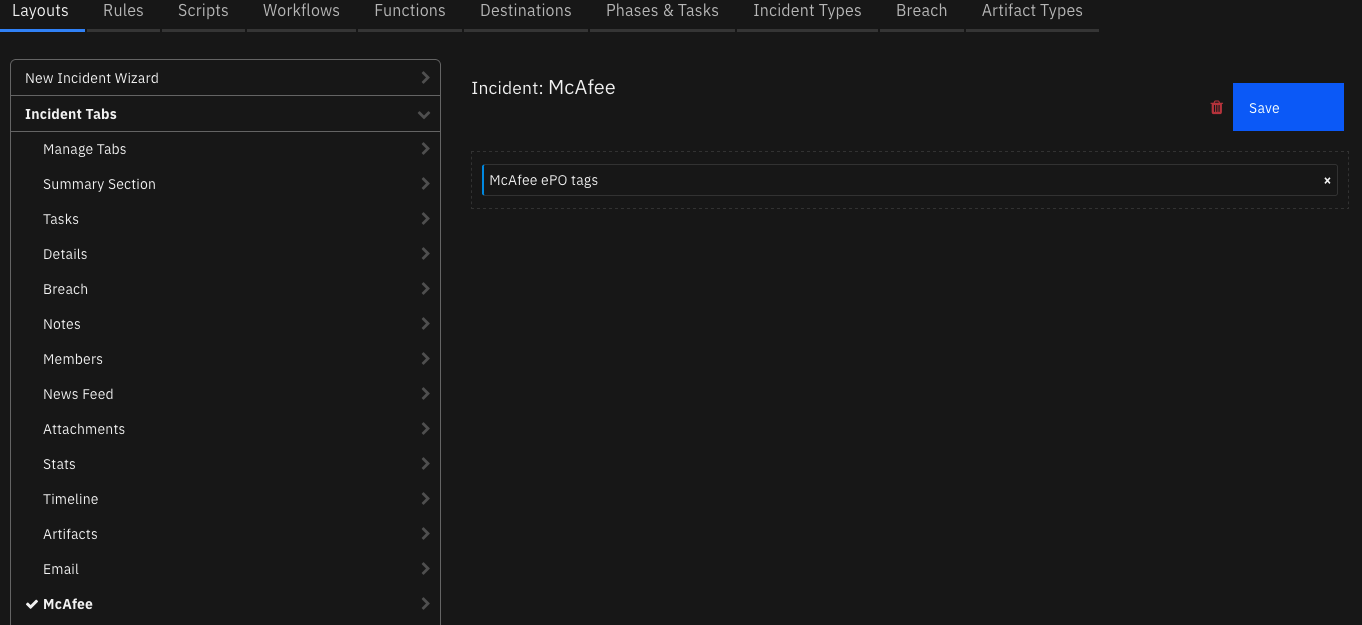 Layouts Rules Scripts Workflows Functions Destinations Phases & Tasks Incident Types Breach Artifact Types
New Incident Wizard
Incident Tabs
Manage Tabs
Summary Section
Tasks
Details
Breach
Notes
Members
News Feed
Attachments
Stats
Timeline
Artifacts
Email
McAfee
Incident: McAfee
Save
McAfee ePO tags